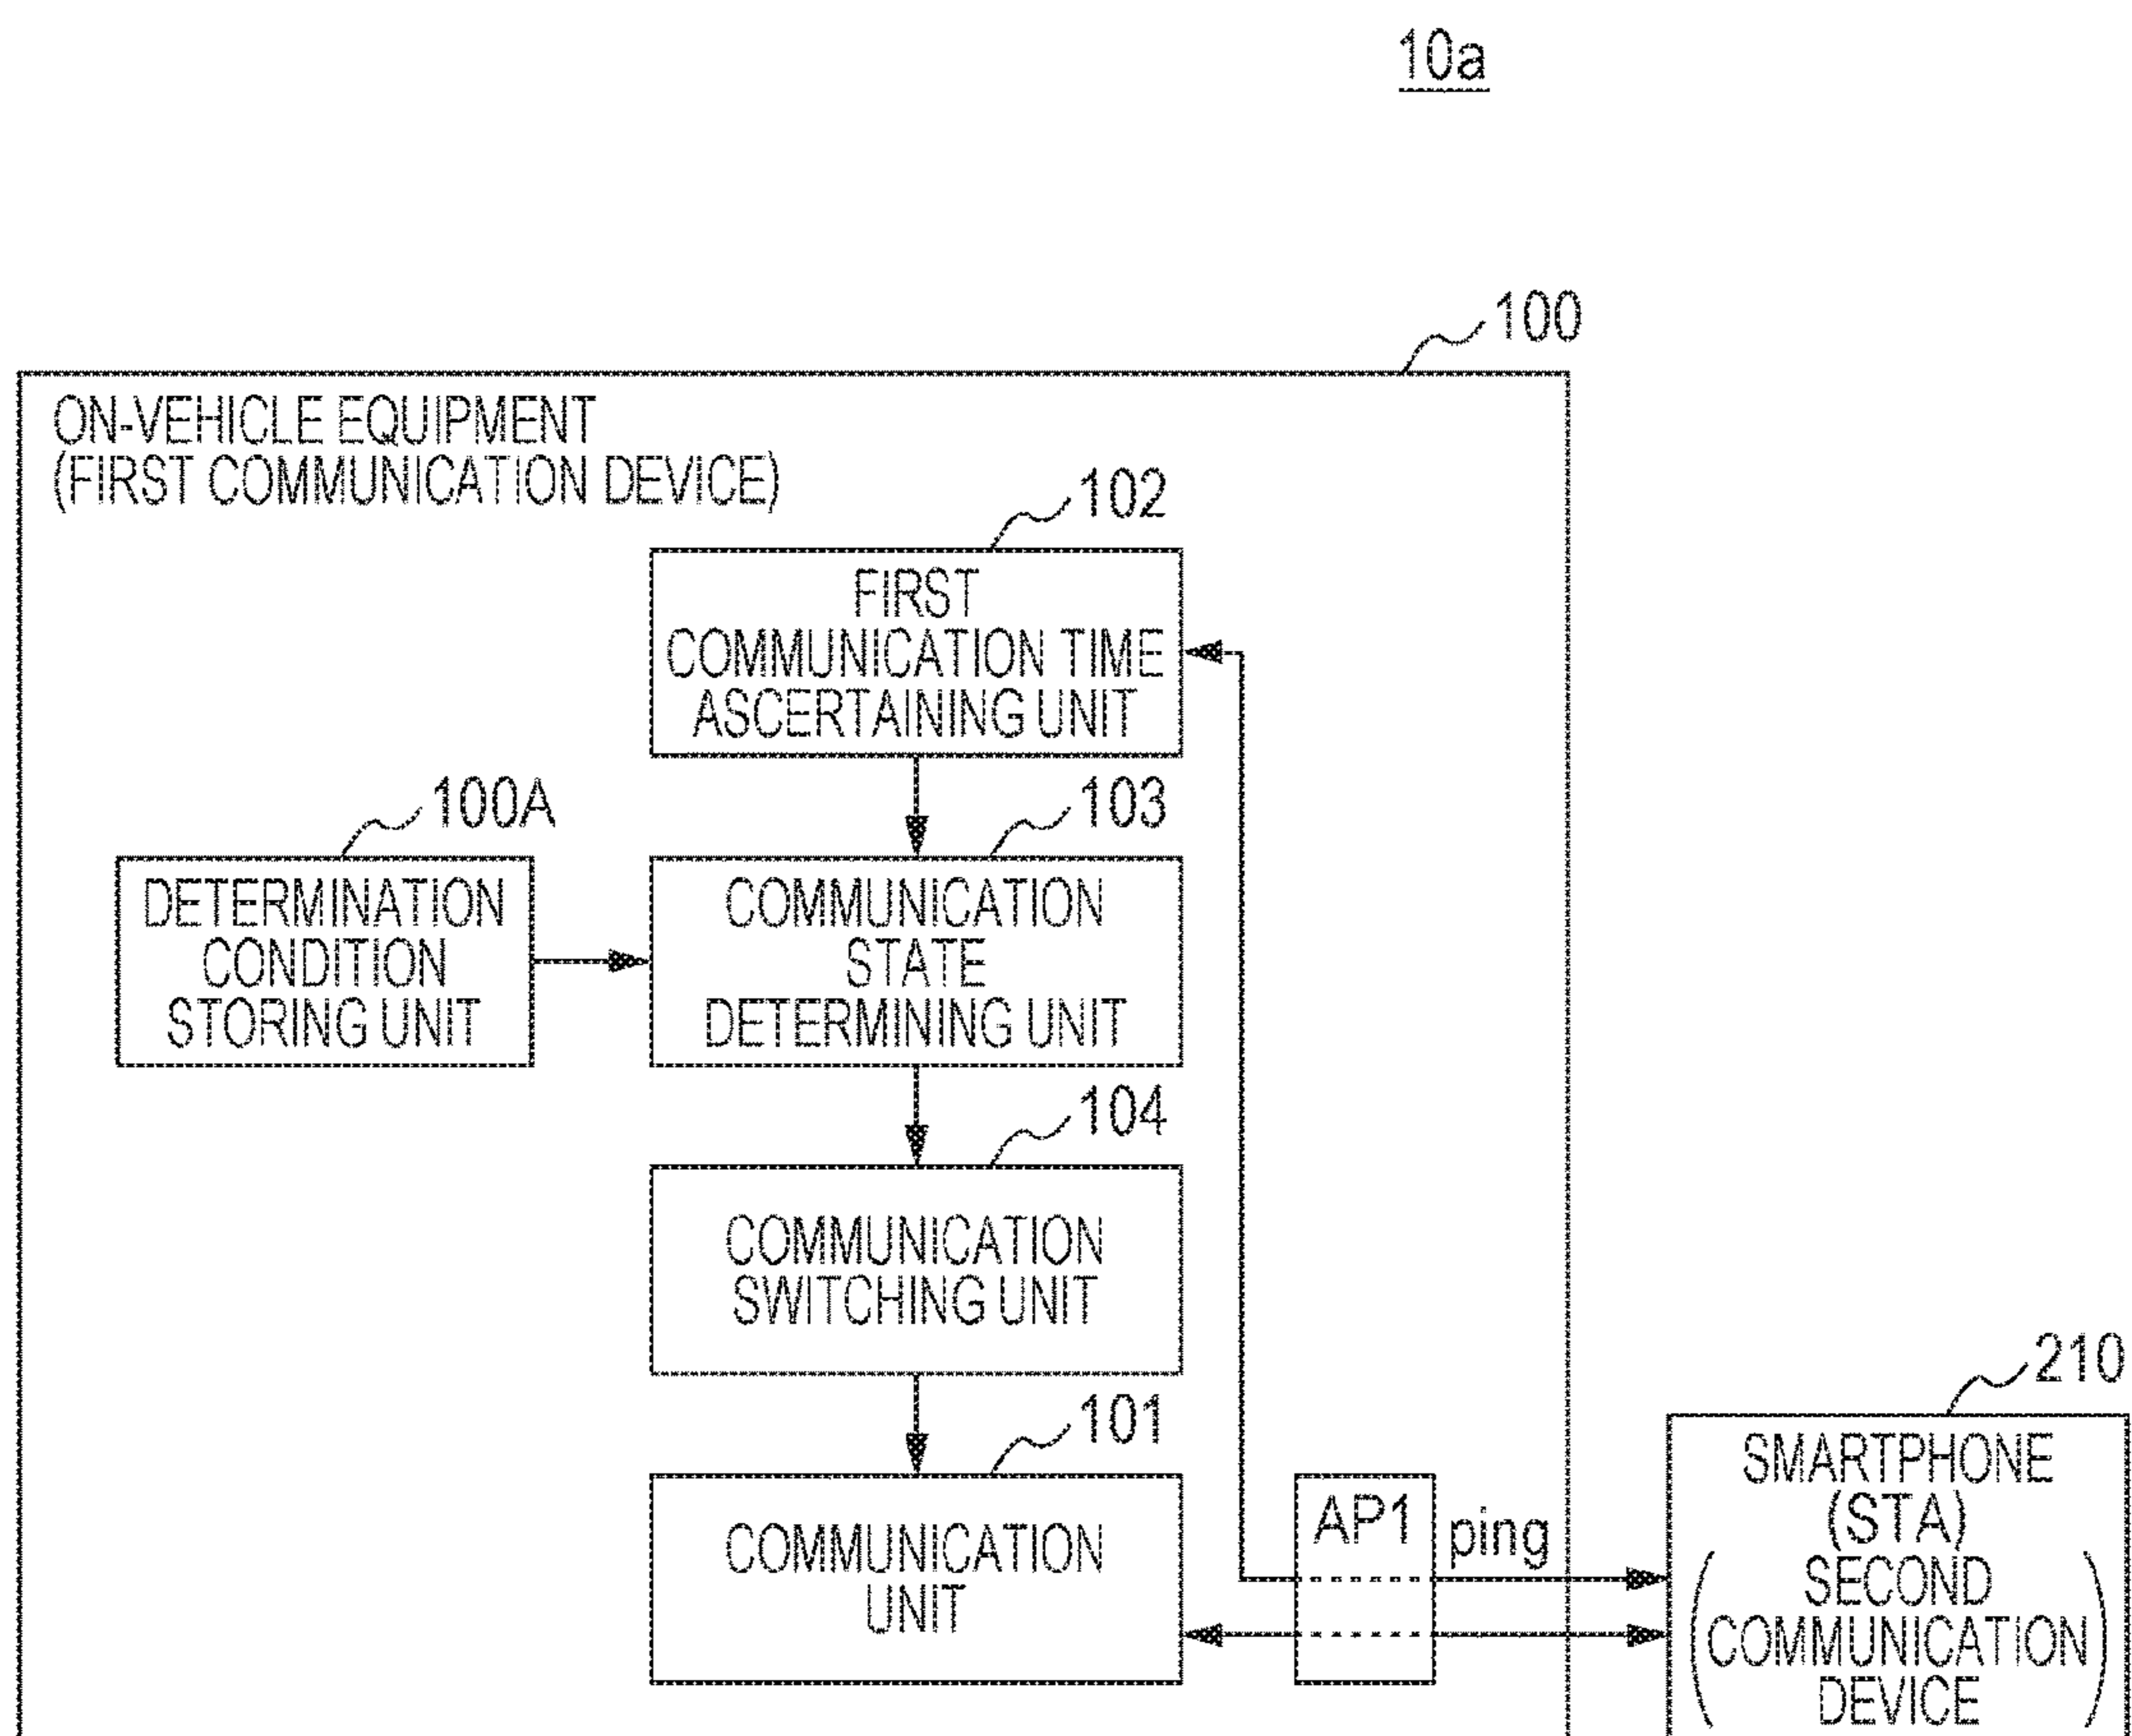 10a
100
ON-VEHICLE EQUIPMENT
(FIRST COMMUNICATION DEVICE)
102
FIRST
COMMUNICATION TIME
ASCERTAINING UNIT
100A
DETERMINATION
CONDITION
STORING UNIT
103
COMMUNICATION
STATE
DETERMINING UNIT
104
COMMUNICATION
SWITCHING UNIT
101
COMMUNICATION
UNIT
AP1
ping
210
SMARTPHONE
(STA)
(SECOND
COMMUNICATION
DEVICE)